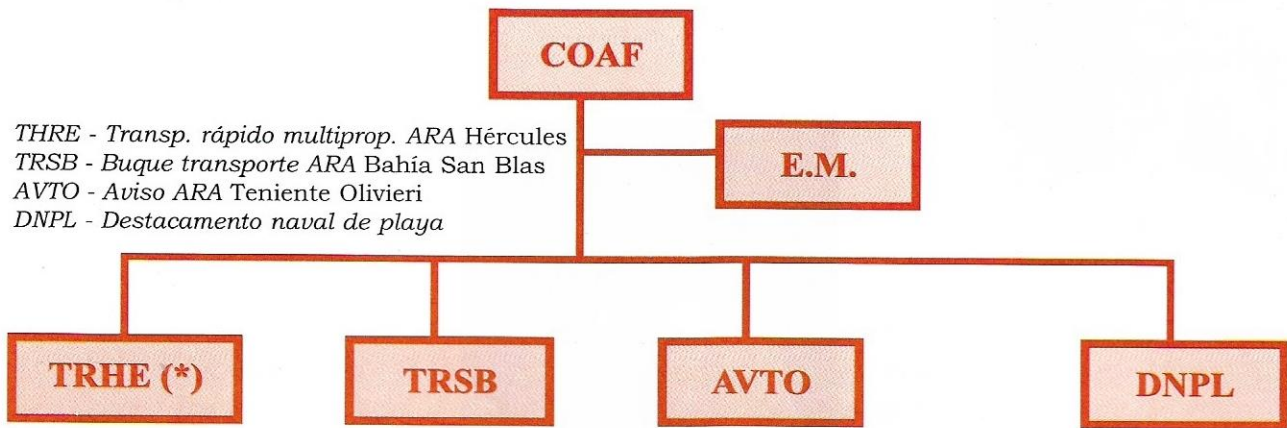 COAF
THRE - Transp. rápido multiprop. ARA Hércules
TRSB - Buque transporte ARA Bahía San Blas
AVTO - Aviso ARA Teniente Olivieri
DNPL - Destacamento naval de playa
E.M.
TRHE (*)
TRSB
AVTO
DNPL